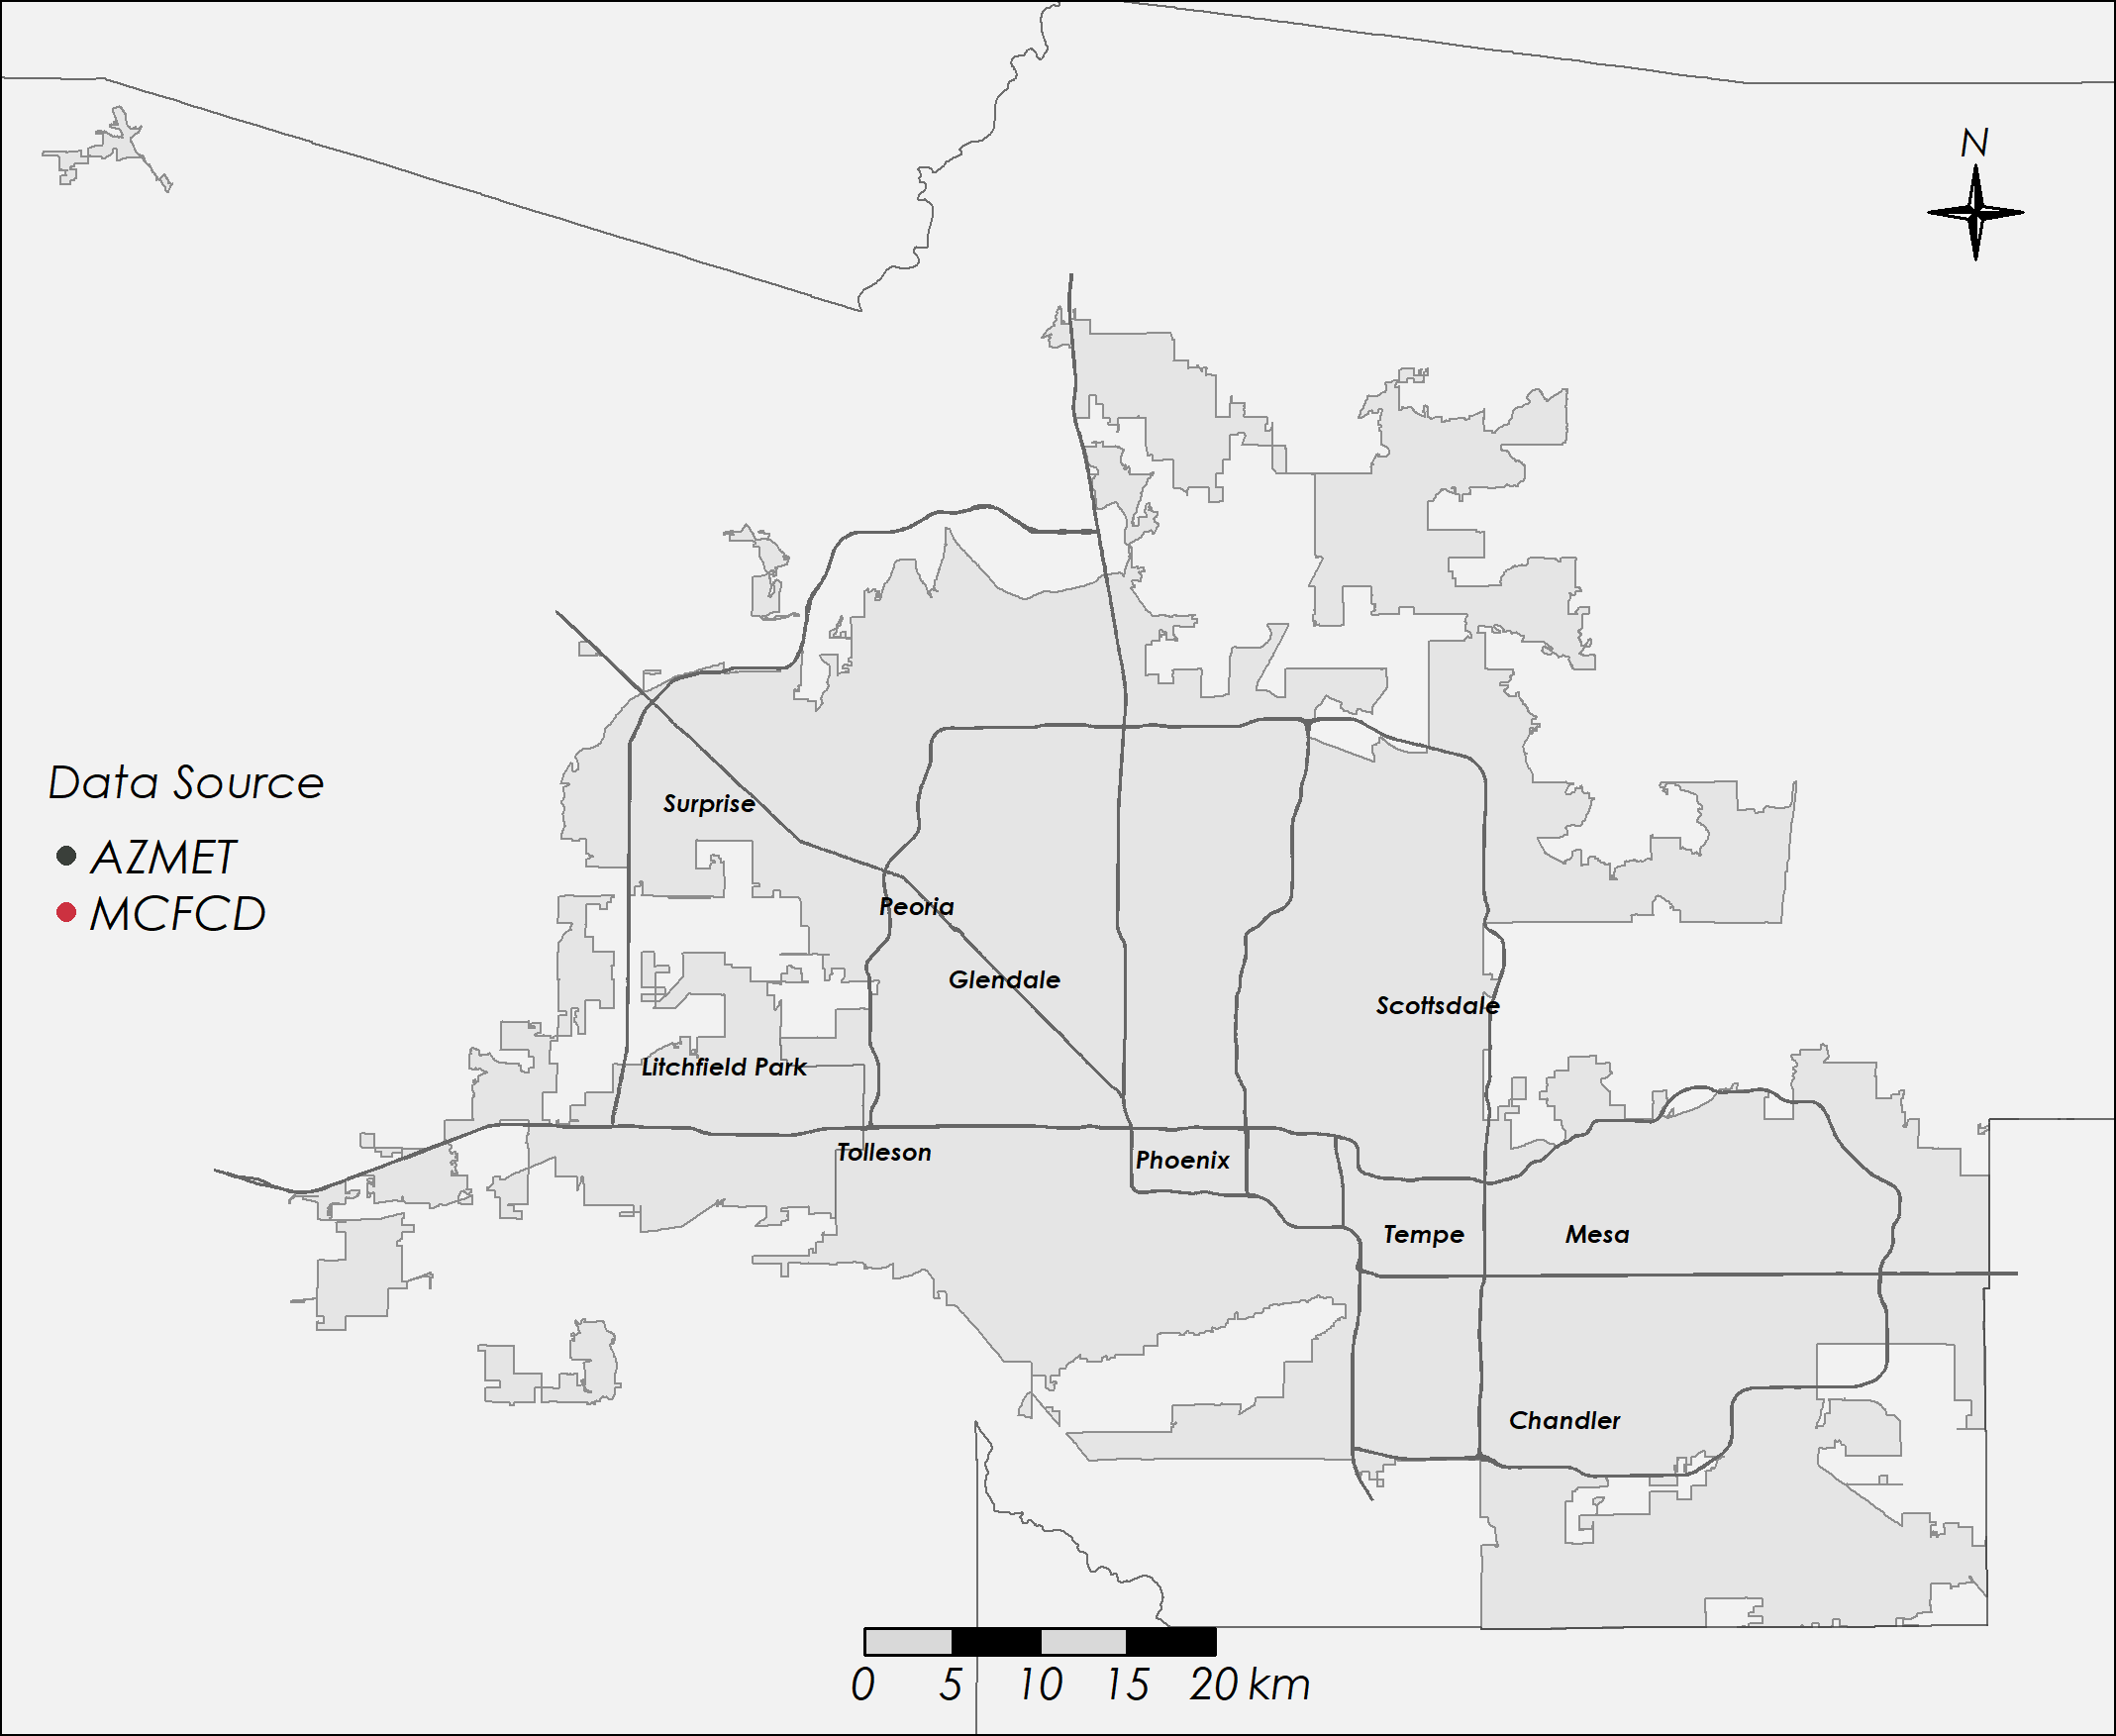 N
Data Source
AZMET
MCFCD
Surprise
Peoria
Glendale
Scottsdale
Litchfield Park
Tolleson
Phoenix
Tempe
Mesa
Chandler
0 5 10 15 20 km